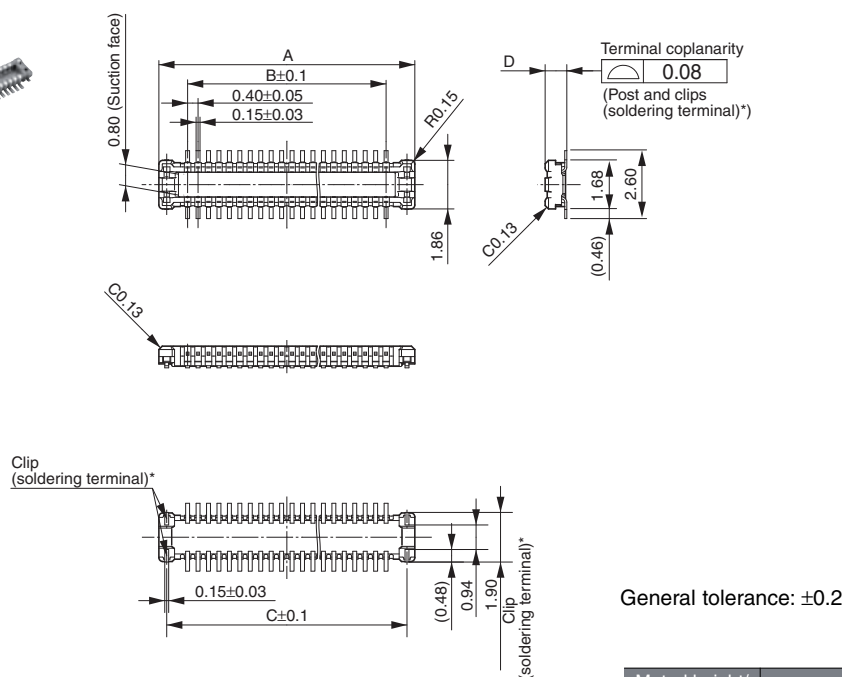 A
B±0.1
0.40±0.05
0.15±0.03
0.80 (Suction face)
R0.15
1.86
D
Terminal coplanarity
0.08
(Post and clips
(soldering terminal)*)
1.68
2.60
(0.46)
C0.13
C0.13
Clip
(soldering terminal)*
0.15±0.03
C±0.1
(0.48)
0.94
1.90
Clip
(soldering terminal)*
General tolerance: ±0.2